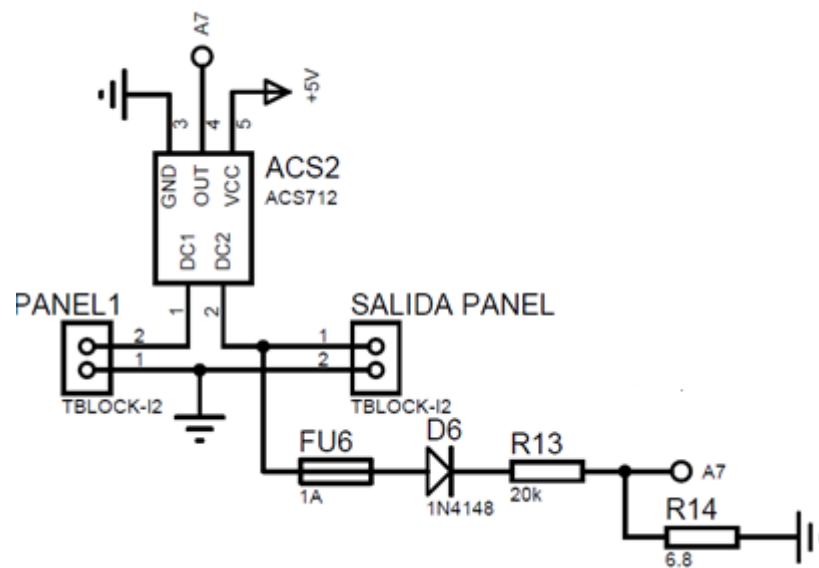 A7
+5V
3
4
5
GND
OUT
VCC
ACS2
ACS712
DC1
DC2
1
2
PANEL1
2
1
TBLOCK-I2
SALIDA PANEL
1
2
TBLOCK-I2
FU6
1A
D6
1N4148
R13
20k
A7
R14
6.8